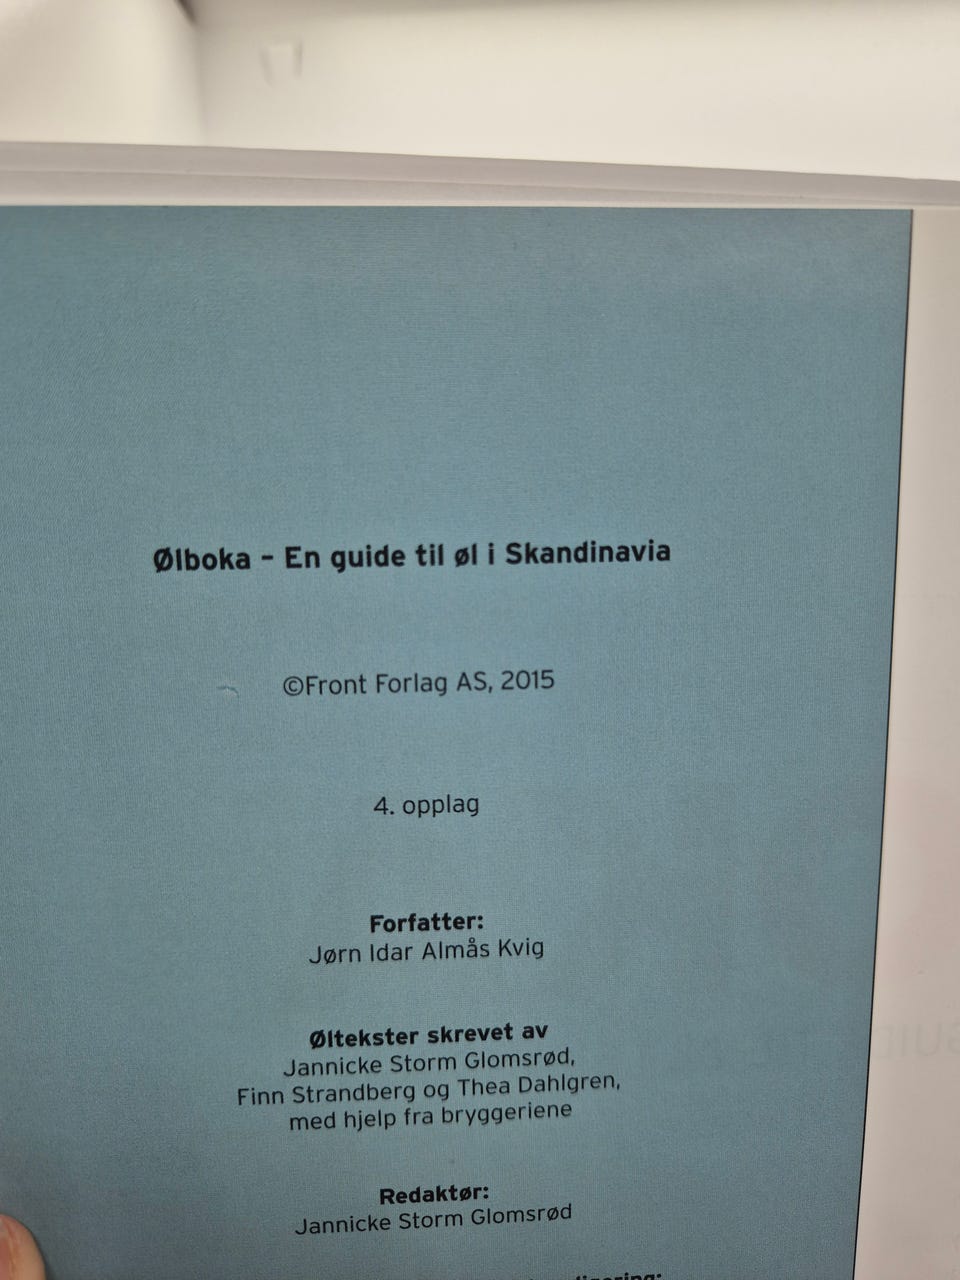 Ølboka – En guide til øl i Skandinavia
©Front Forlag AS, 2015
4. opplag
Forfatter:
Jørn Idar Almås Kvig
Øltekster skrevet av
Jannicke Storm Glomsrød,
Finn Strandberg og Thea Dahlgren,
med hjelp fra bryggeriene
Redaktør:
Jannicke Storm Glomsrød